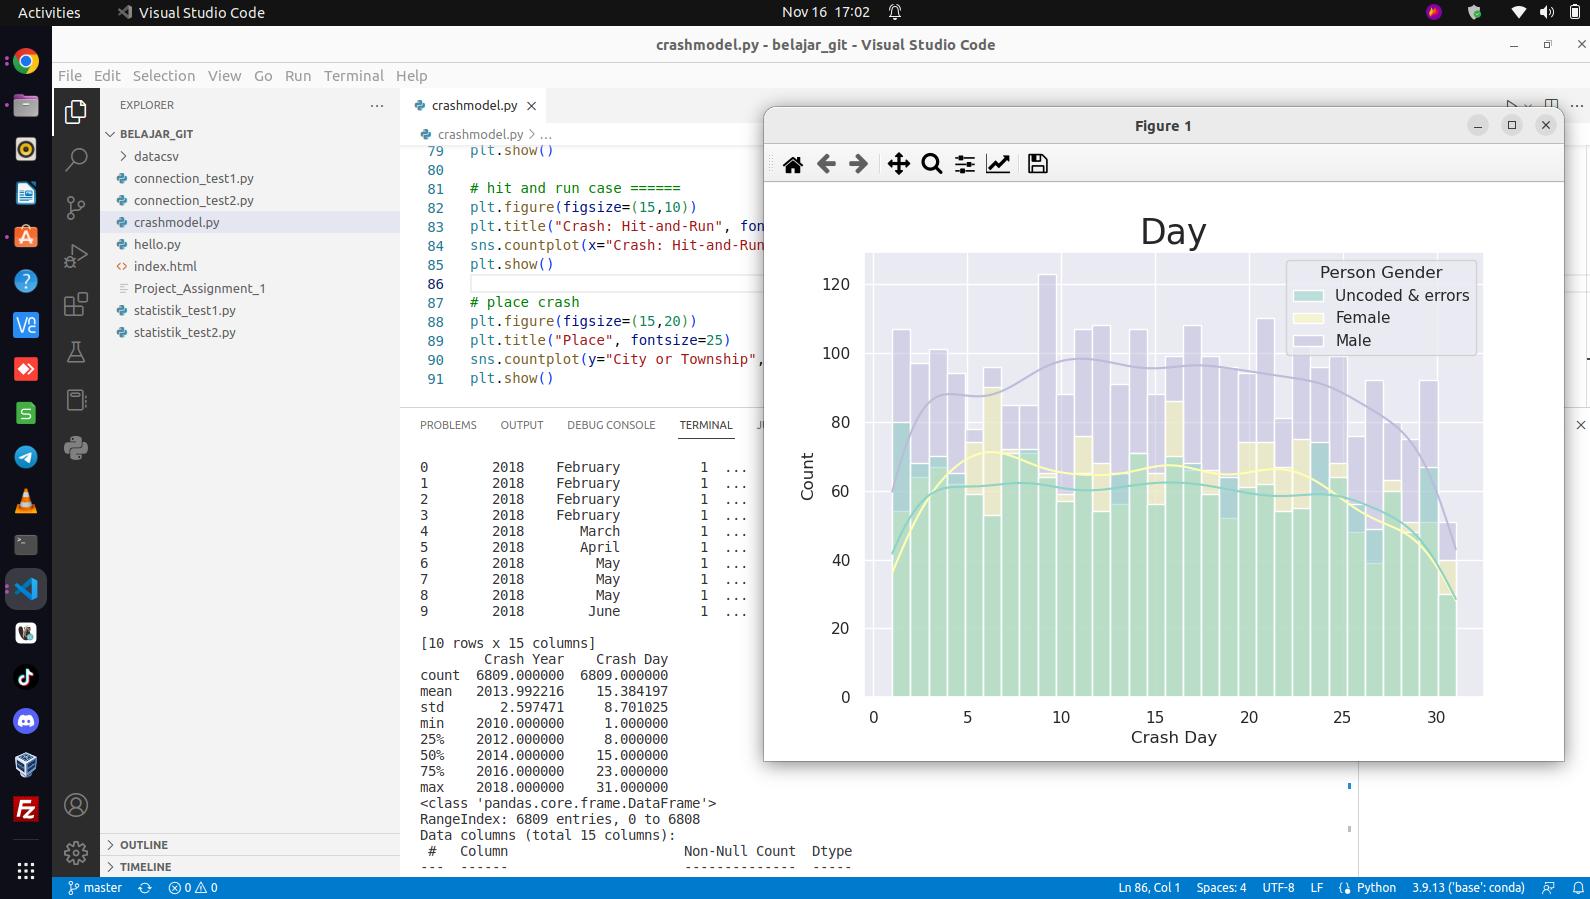 Activities
Visual Studio Code
Nov 16 17:02
crashmodel.py - belajar_git - Visual Studio Code
File Edit Selection View Go Run Terminal Help
EXPLORER
BELAJAR_GIT
datacsv
connection_test1.py
connection_test2.py
crashmodel.py
hello.py
index.html
Project_Assignment_1
statistik_test1.py
statistik_test2.py
OUTLINE
TIMELINE
crashmodel.py
crashmodel.py > ...
79 plt.show()
80
81 # hit and run case ======
82 plt.figure(figsize=(15,10))
83 plt.title("Crash: Hit-and-Run", fon
84 sns.countplot(x="Crash: Hit-and-Run
85 plt.show()
86
87 # place crash
88 plt.figure(figsize=(15,20))
89 plt.title("Place", fontsize=25)
90 sns.countplot(y="City or Township",
91 plt.show()
PROBLEMS OUTPUT DEBUG CONSOLE TERMINAL
0 2018 February 1 ...
1 2018 February 1 ...
2 2018 February 1 ...
3 2018 February 1 ...
4 2018 March 1 ...
5 2018 April 1 ...
6 2018 May 1 ...
7 2018 May 1 ...
8 2018 May 1 ...
9 2018 June 1 ...
[10 rows x 15 columns]
Crash Year Crash Day
count 6809.000000 6809.000000
mean 2013.992216 15.384197
std 2.597471 8.701025
min 2010.000000 1.000000
25% 2012.000000 8.000000
50% 2014.000000 15.000000
75% 2016.000000 23.000000
max 2018.000000 31.000000
<class 'pandas.core.frame.DataFrame'>
RangeIndex: 6809 entries, 0 to 6808
Data columns (total 15 columns):
# Column Non-Null Count Dtype
--- ------ -------------- -----
Figure 1
Day
Person Gender
Uncoded & errors
Female
Male
Count
120
100
80
60
40
20
0
0 5 10 15 20 25 30
Crash Day
master
0 0
Ln 86, Col 1
Spaces: 4
UTF-8
LF
Python
3.9.13 ('base': conda)